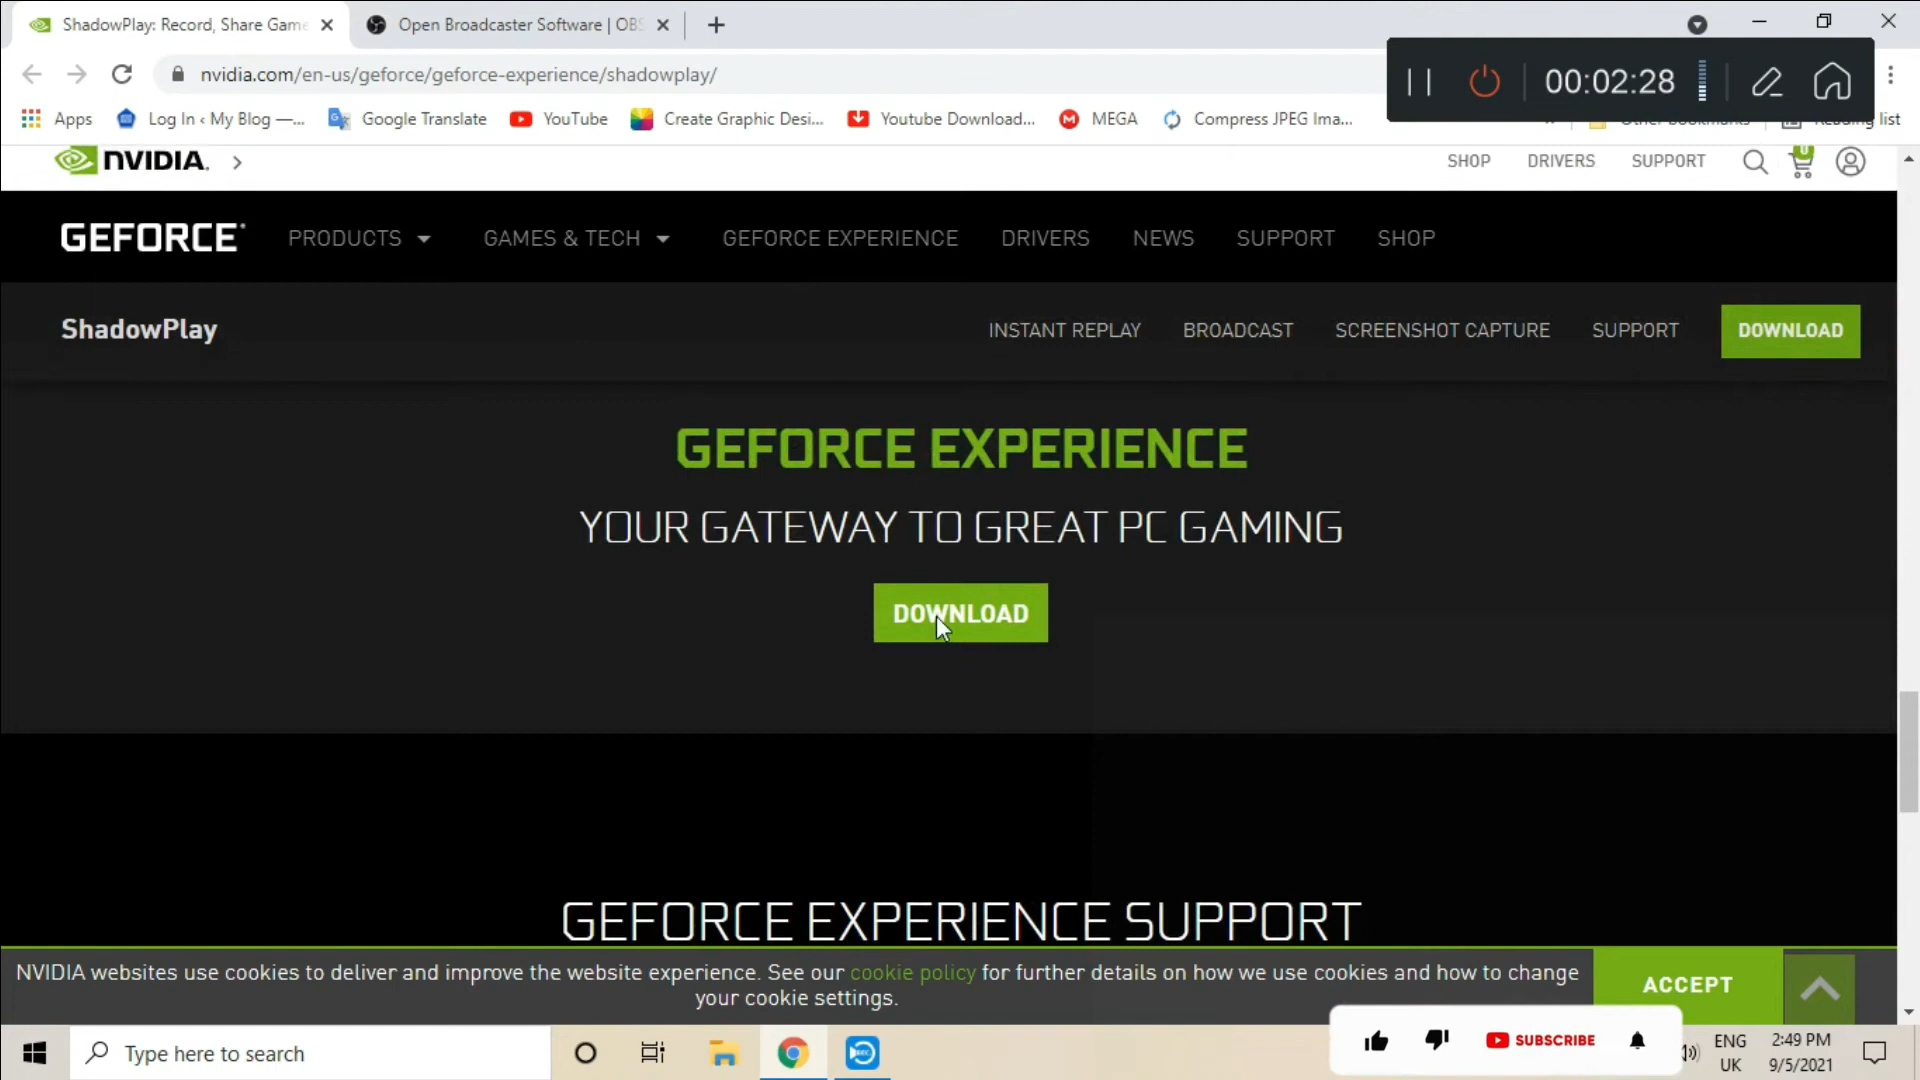 ShadowPlay: Record, Share Game
Open Broadcaster Software | OBS
nvidia.com/en-us/geforce/geforce-experience/shadowplay/
00:02:28
Apps
Log In ‹ My Blog —...
Google Translate
YouTube
Create Graphic Desi...
Youtube Download...
MEGA
Compress JPEG Ima...
Other bookmarks
Reading list
NVIDIA.
SHOP
DRIVERS
SUPPORT
0
GEFORCE
PRODUCTS
GAMES & TECH
GEFORCE EXPERIENCE
DRIVERS
NEWS
SUPPORT
SHOP
ShadowPlay
INSTANT REPLAY
BROADCAST
SCREENSHOT CAPTURE
SUPPORT
DOWNLOAD
GEFORCE EXPERIENCE
YOUR GATEWAY TO GREAT PC GAMING
DOWNLOAD
GEFORCE EXPERIENCE SUPPORT
NVIDIA websites use cookies to deliver and improve the website experience. See our cookie policy for further details on how we use cookies and how to change
your cookie settings.
ACCEPT
Type here to search
SUBSCRIBE
ENG
UK
2:49 PM
9/5/2021